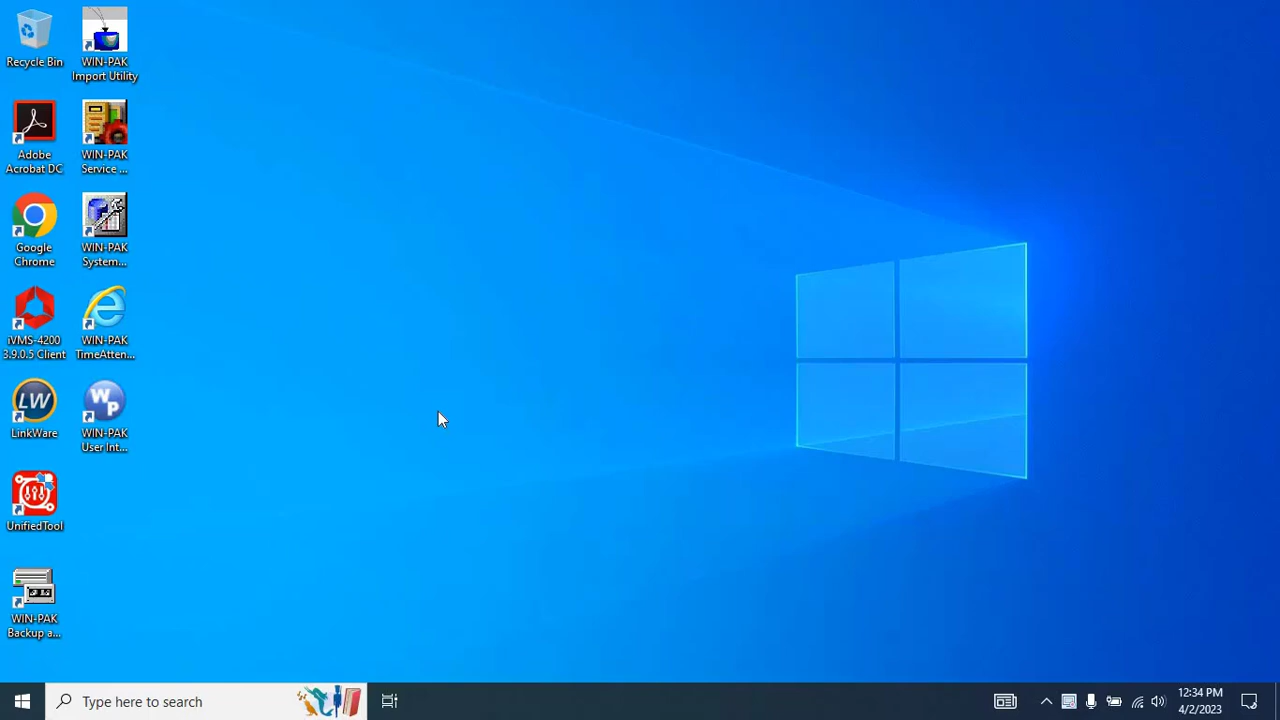 Recycle Bin
WIN-PAK
Import Utility
Adobe
Acrobat DC
WIN-PAK
Service ...
Google
Chrome
WIN-PAK
System...
iVMS-4200
3.9.0.5 Client
WIN-PAK
TimeAtten...
LW
LinkWare
WP
WIN-PAK
User Int...
UnifiedTool
WIN-PAK
Backup a...
Type here to search
12:34 PM
4/2/2023